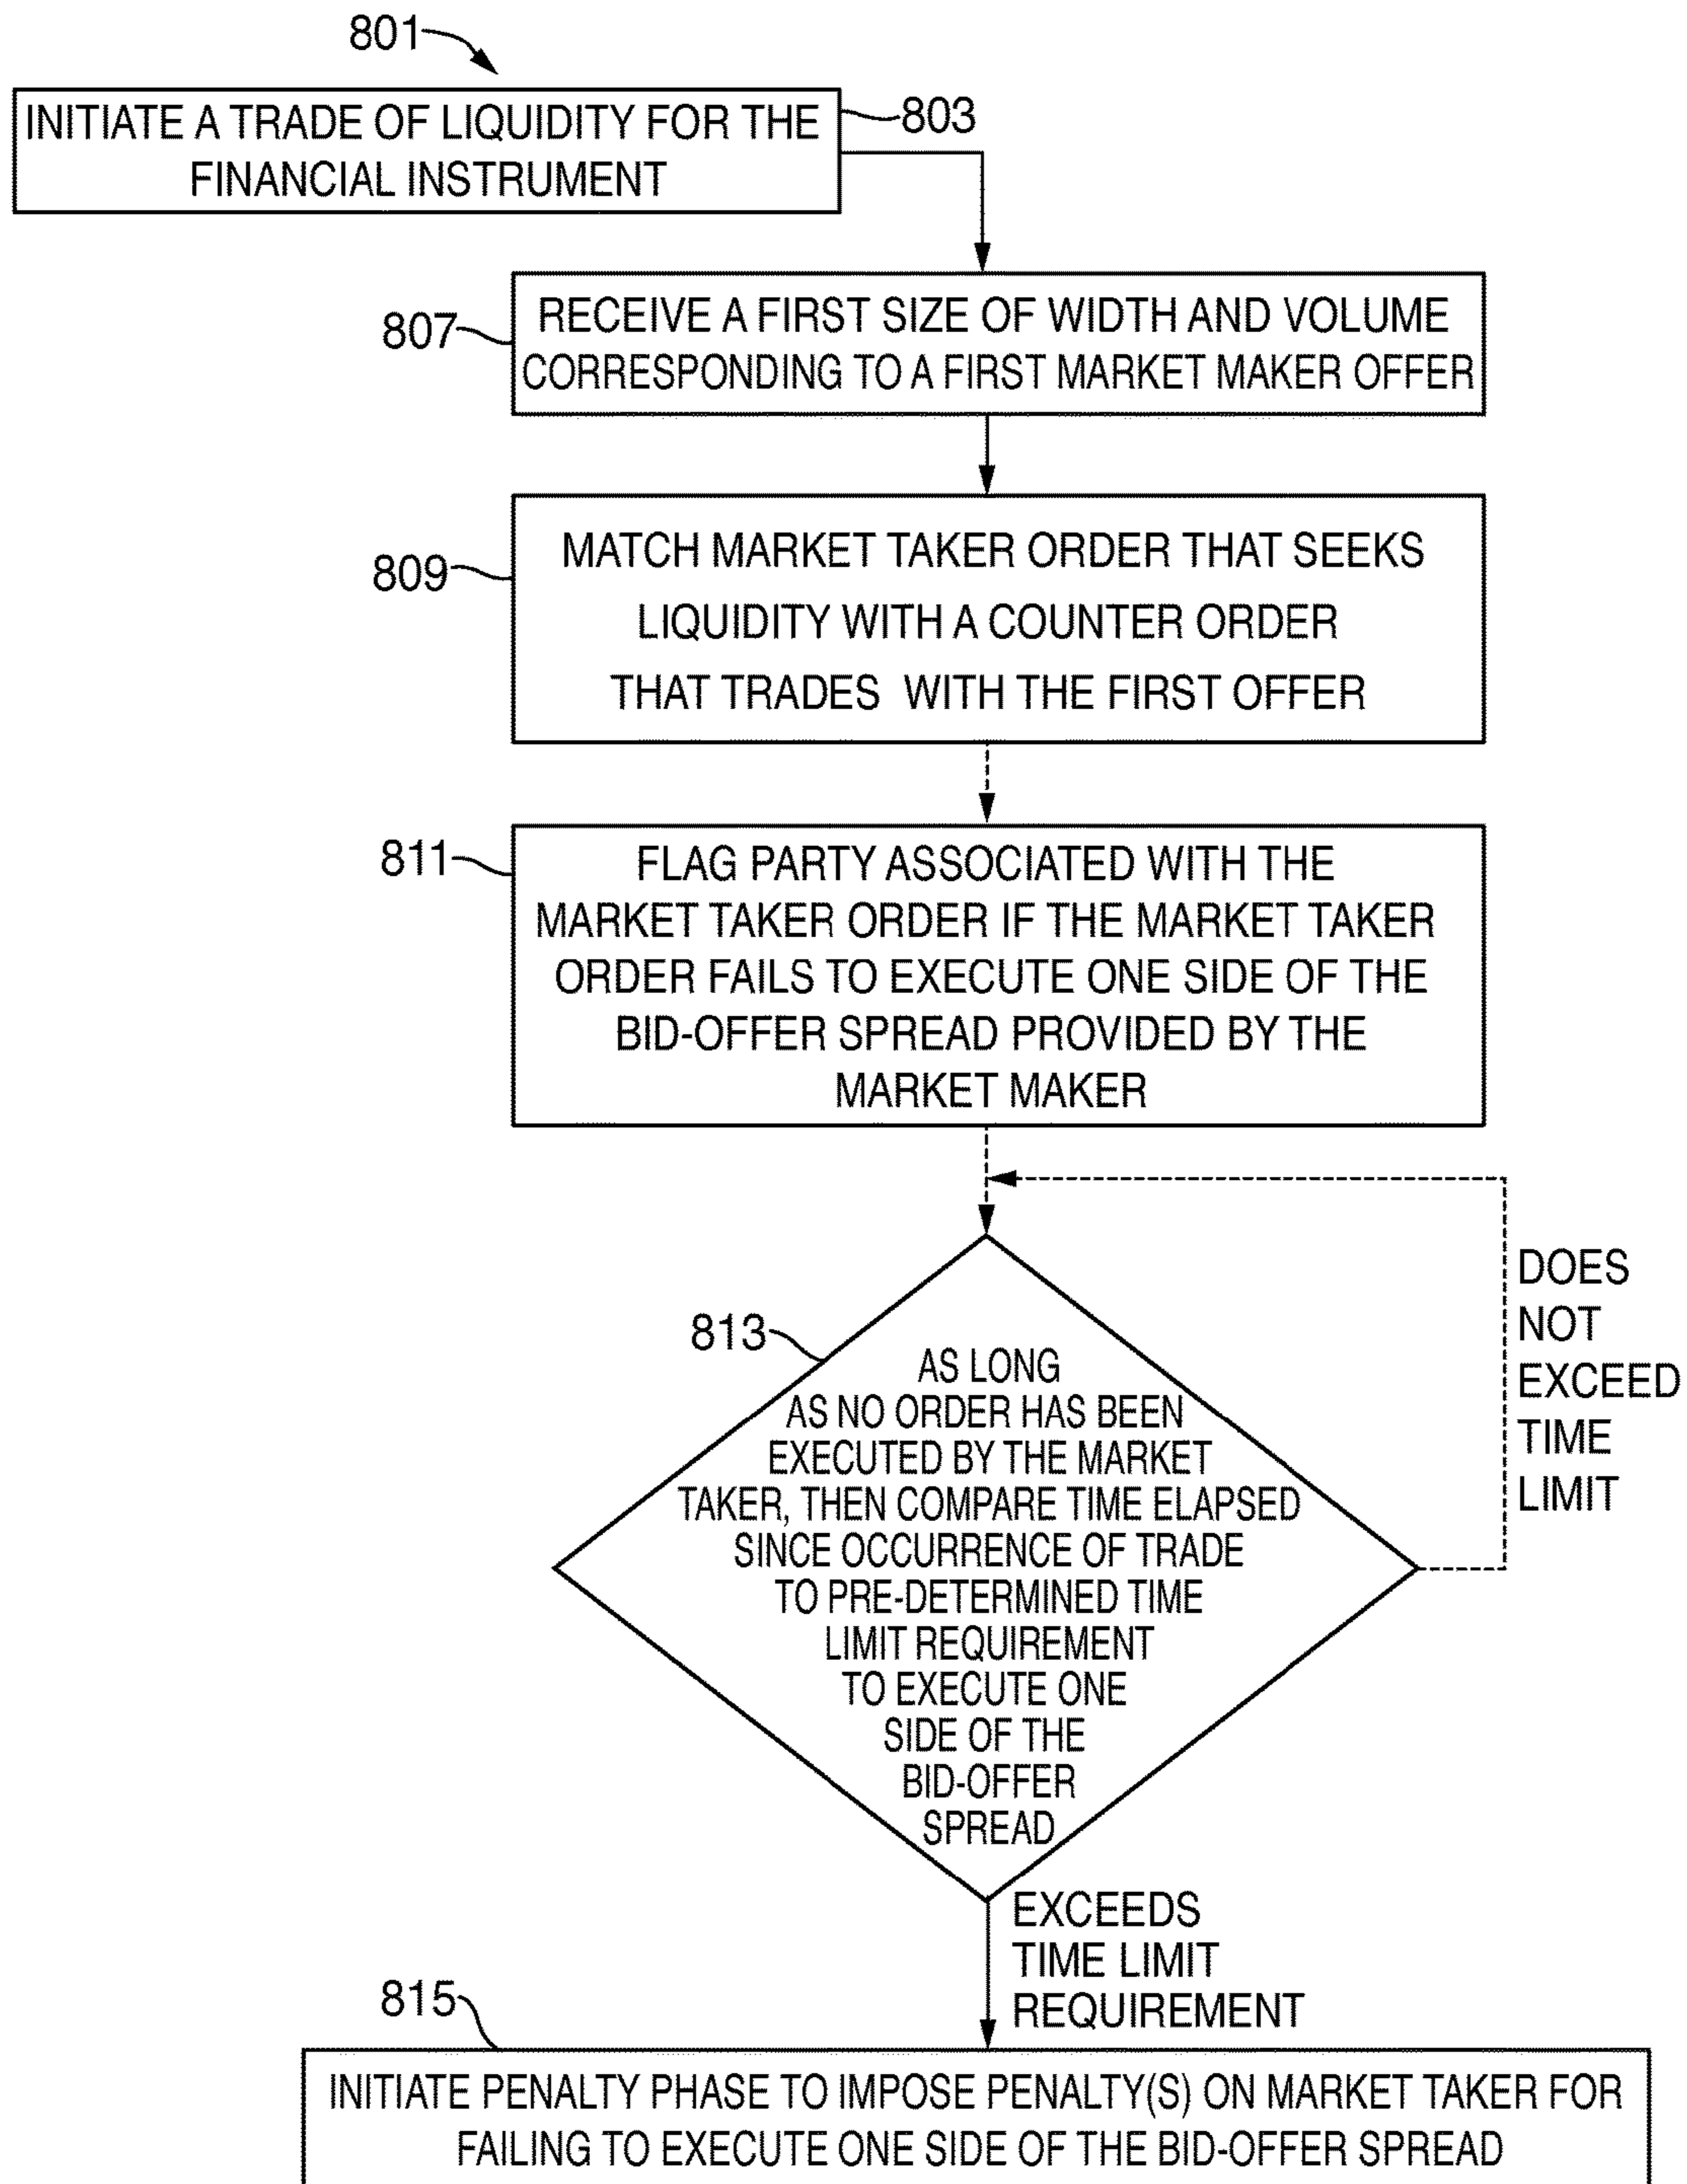 801
INITIATE A TRADE OF LIQUIDITY FOR THE
FINANCIAL INSTRUMENT
803
807
RECEIVE A FIRST SIZE OF WIDTH AND VOLUME
CORRESPONDING TO A FIRST MARKET MAKER OFFER
809
MATCH MARKET TAKER ORDER THAT SEEKS
LIQUIDITY WITH A COUNTER ORDER
THAT TRADES WITH THE FIRST OFFER
811
FLAG PARTY ASSOCIATED WITH THE
MARKET TAKER ORDER IF THE MARKET TAKER
ORDER FAILS TO EXECUTE ONE SIDE OF THE
BID-OFFER SPREAD PROVIDED BY THE
MARKET MAKER
813
AS LONG
AS NO ORDER HAS BEEN
EXECUTED BY THE MARKET
TAKER, THEN COMPARE TIME ELAPSED
SINCE OCCURRENCE OF TRADE
TO PRE-DETERMINED TIME
LIMIT REQUIREMENT
TO EXECUTE ONE
SIDE OF THE
BID-OFFER
SPREAD
DOES
NOT
EXCEED
TIME
LIMIT
EXCEEDS
TIME LIMIT
REQUIREMENT
815
INITIATE PENALTY PHASE TO IMPOSE PENALTY(S) ON MARKET TAKER FOR
FAILING TO EXECUTE ONE SIDE OF THE BID-OFFER SPREAD